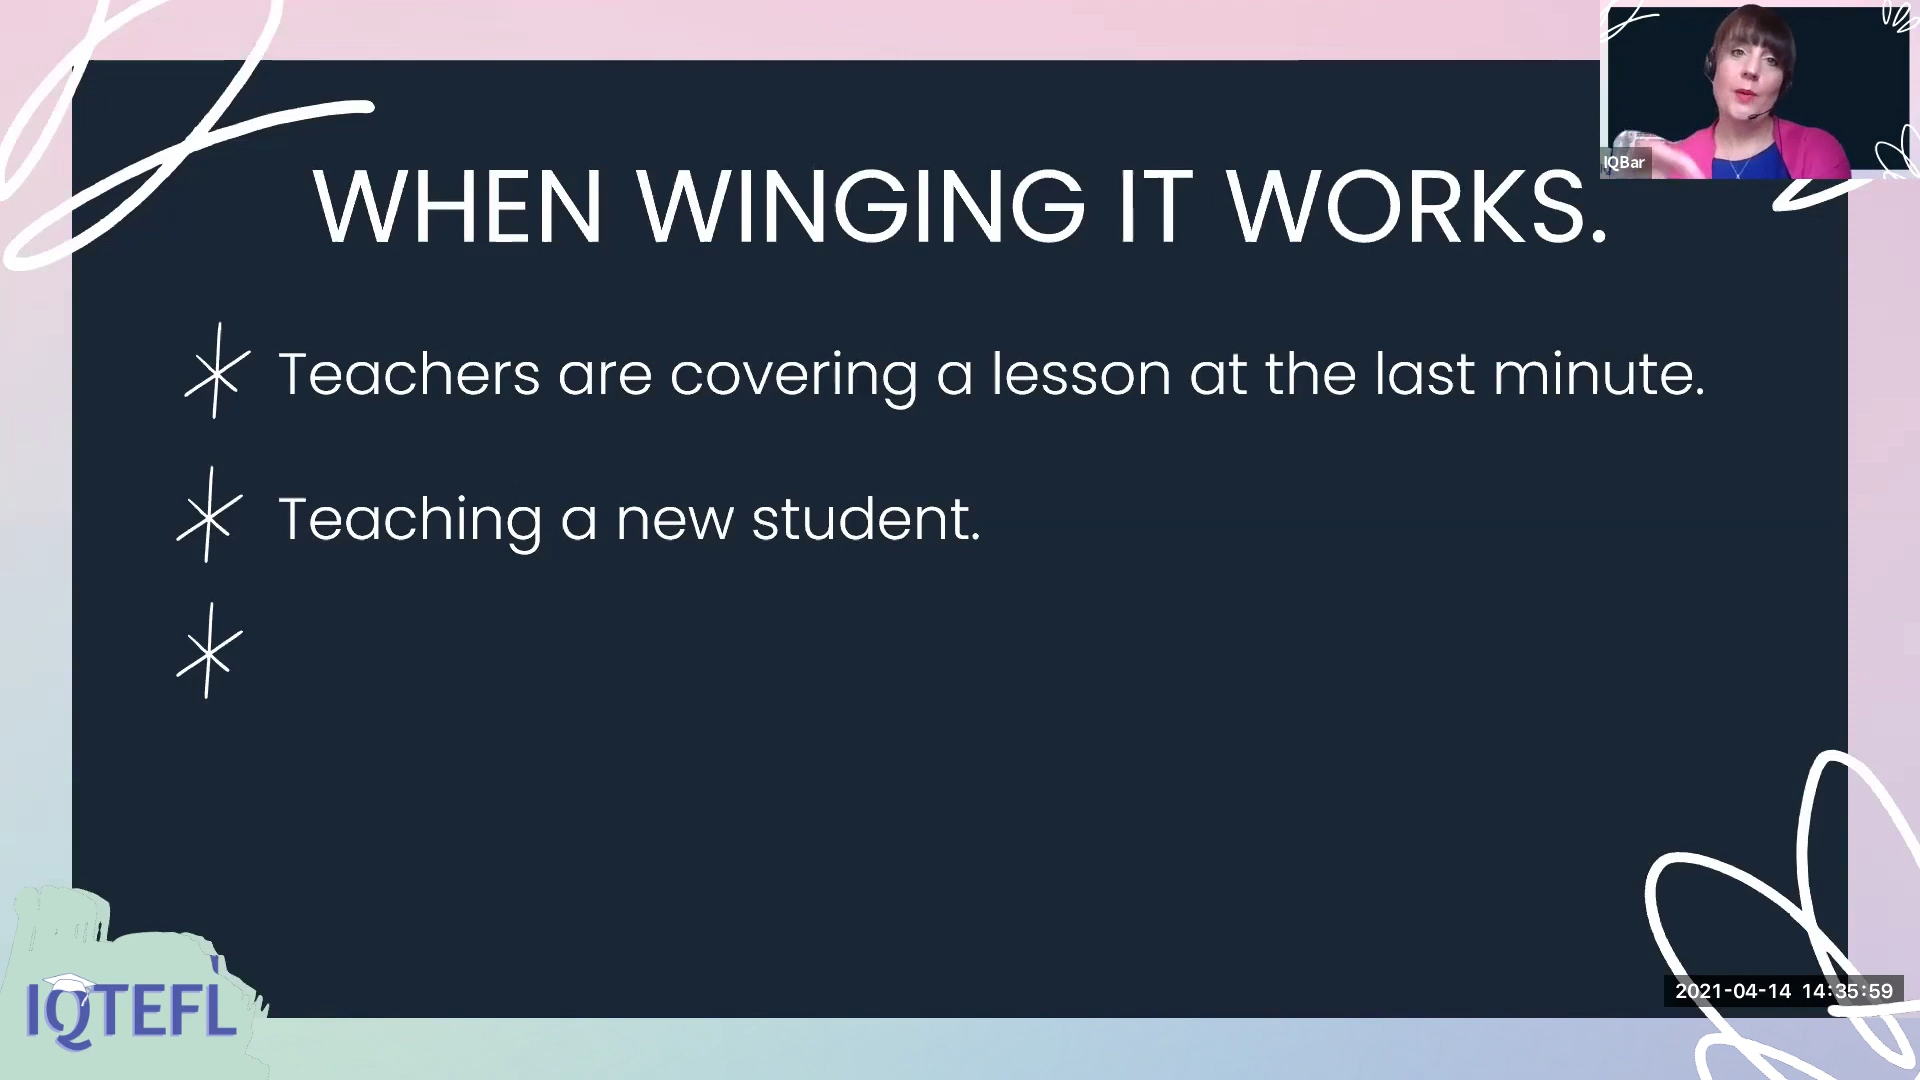 IQBar
WHEN WINGING IT WORKS.
Teachers are covering a lesson at the last minute.
Teaching a new student.
2021-04-14 14:35:59
IQTEFL